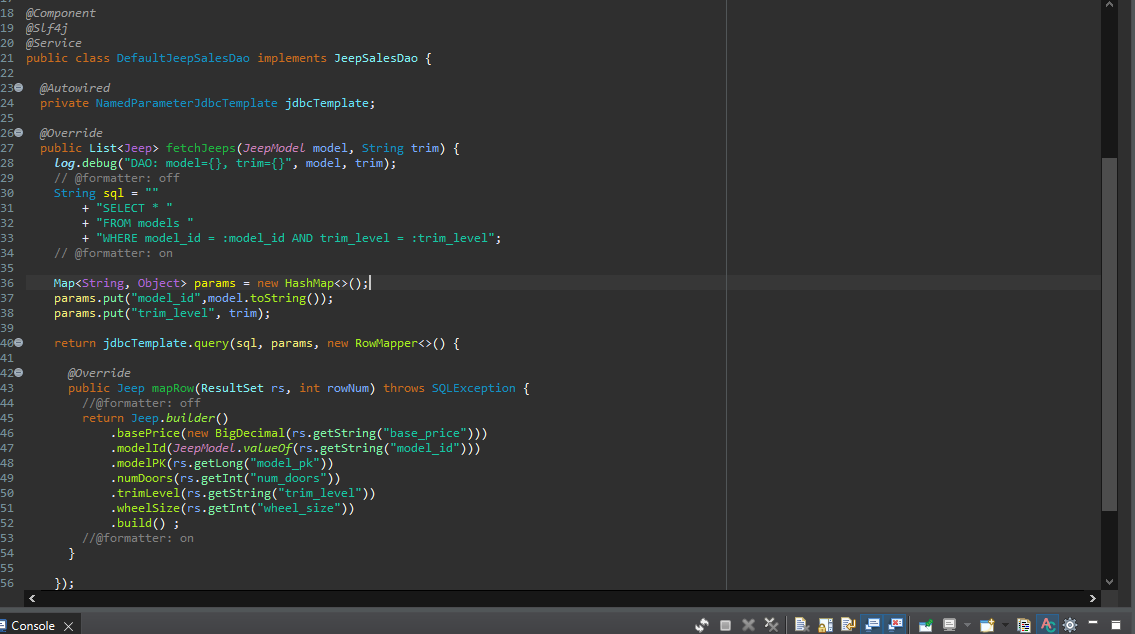 18 @Component
19 @Slf4j
20 @Service
21 public class DefaultJeepSalesDao implements JeepSalesDao {
22
23 @Autowired
24 private NamedParameterJdbcTemplate jdbcTemplate;
25
26 @Override
27 public List<Jeep> fetchJeeps(JeepModel model, String trim) {
28 log.debug("DAO: model={}, trim={}", model, trim);
29 // @formatter: off
30 String sql = ""
31 + "SELECT * "
32 + "FROM models "
33 + "WHERE model_id = :model_id AND trim_level = :trim_level";
34 // @formatter: on
35
36 Map<String, Object> params = new HashMap<>();
37 params.put("model_id",model.toString());
38 params.put("trim_level", trim);
39
40 return jdbcTemplate.query(sql, params, new RowMapper<>() {
41
42 @Override
43 public Jeep mapRow(ResultSet rs, int rowNum) throws SQLException {
44 //@formatter: off
45 return Jeep.builder()
46 .basePrice(new BigDecimal(rs.getString("base_price")))
47 .modelId(JeepModel.valueOf(rs.getString("model_id")))
48 .modelPK(rs.getLong("model_pk"))
49 .numDoors(rs.getInt("num_doors"))
50 .trimLevel(rs.getString("trim_level"))
51 .wheelSize(rs.getInt("wheel_size"))
52 .build() ;
53 //@formatter: on
54 }
55
56 });
Console